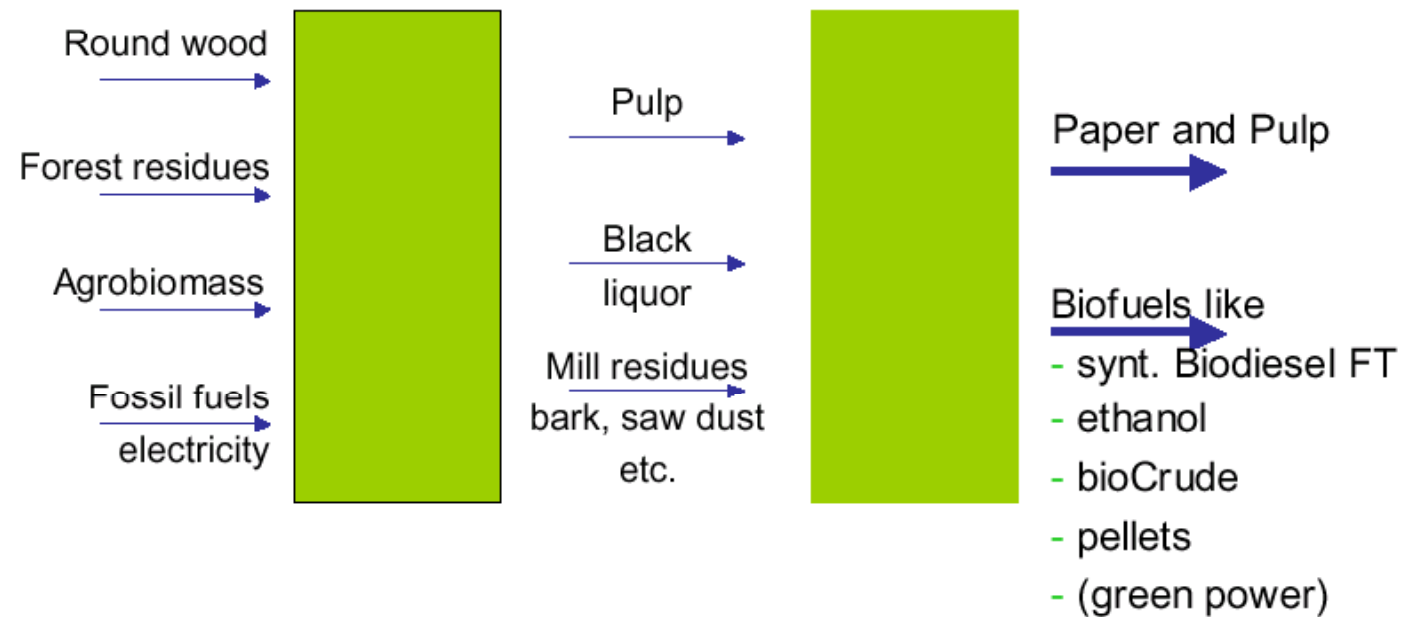 Round wood
Forest residues
Agrobiomass
Fossil fuels
electricity
Pulp
Black
liquor
Mill residues
bark, saw dust
etc.
Paper and Pulp
Biofuels like
- synt. Biodiesel FT
- ethanol
- bioCrude
- pellets
- (green power)